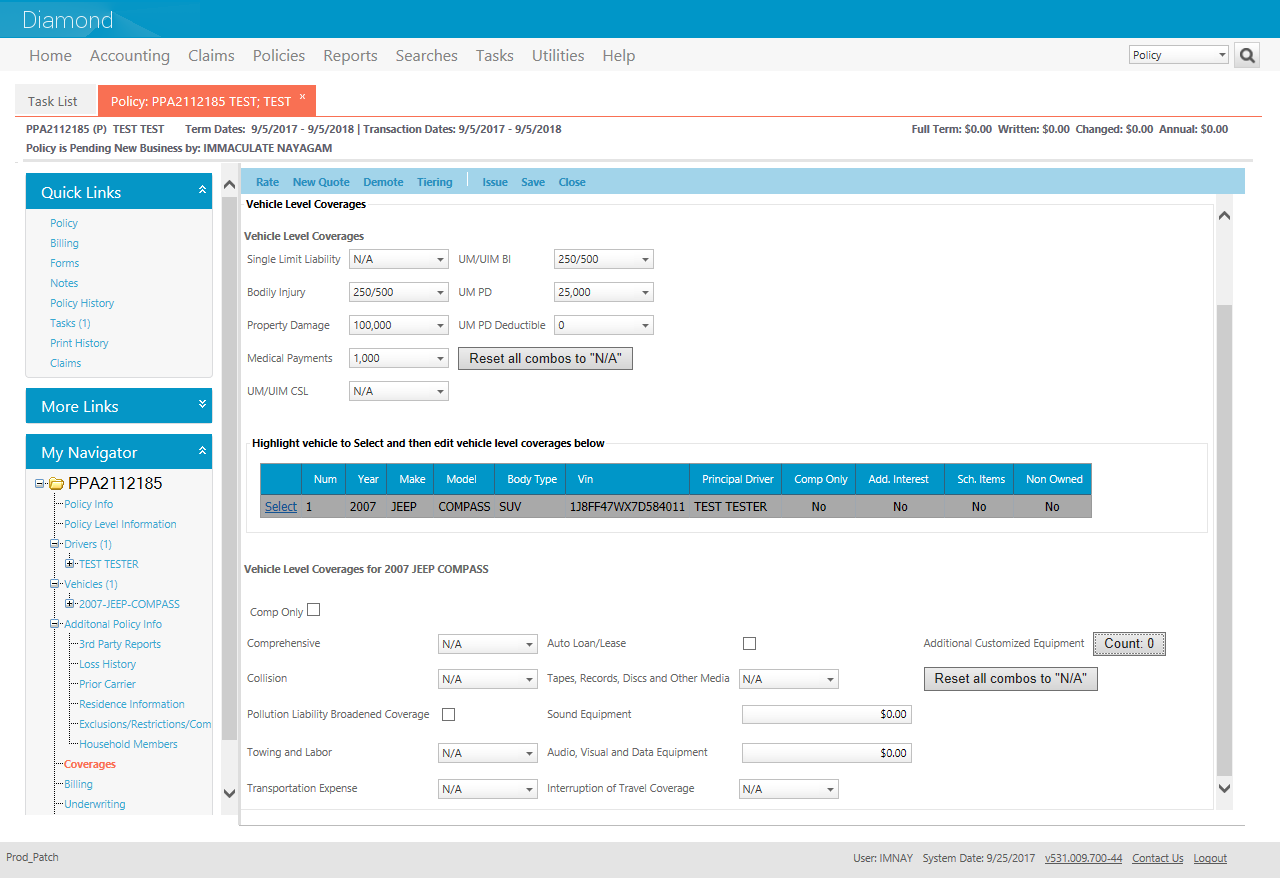 Diamond
Home Accounting Claims Policies Reports Searches Tasks Utilities Help Policy
Task List Policy: PPA2112185 TEST; TEST x
PPA2112185 (P) TEST TEST Term Dates: 9/5/2017 - 9/5/2018 | Transaction Dates: 9/5/2017 - 9/5/2018 Full Term: $0.00 Written: $0.00 Changed: $0.00 Annual: $0.00
Policy is Pending New Business by: IMMACULATE NAYAGAM
Quick Links
Policy
Billing
Forms
Notes
Policy History
Tasks (1)
Print History
Claims
More Links
My Navigator
PPA2112185
Policy Info
Policy Level Information
Drivers (1)
TEST TESTER
Vehicles (1)
2007-JEEP-COMPASS
Additonal Policy Info
3rd Party Reports
Loss History
Prior Carrier
Residence Information
Exclusions/Restrictions/Com
Household Members
Coverages
Billing
Underwriting
Rate New Quote Demote Tiering Issue Save Close
Vehicle Level Coverages
Vehicle Level Coverages
Single Limit Liability N/A UM/UIM BI 250/500
Bodily Injury 250/500 UM PD 25,000
Property Damage 100,000 UM PD Deductible 0
Medical Payments 1,000 Reset all combos to "N/A"
UM/UIM CSL N/A
Highlight vehicle to Select and then edit vehicle level coverages below
Num Year Make Model Body Type Vin Principal Driver Comp Only Add. Interest Sch. Items Non Owned
Select 1 2007 JEEP COMPASS SUV 1J8FF47WX7D584011 TEST TESTER No No No No
Vehicle Level Coverages for 2007 JEEP COMPASS
Comp Only
Comprehensive N/A Auto Loan/Lease Additional Customized Equipment Count: 0
Collision N/A Tapes, Records, Discs and Other Media N/A Reset all combos to "N/A"
Pollution Liability Broadened Coverage Sound Equipment $0.00
Towing and Labor N/A Audio, Visual and Data Equipment $0.00
Transportation Expense N/A Interruption of Travel Coverage N/A
Prod_Patch User: IMNAY System Date: 9/25/2017 v531.009.700-44 Contact Us Logout